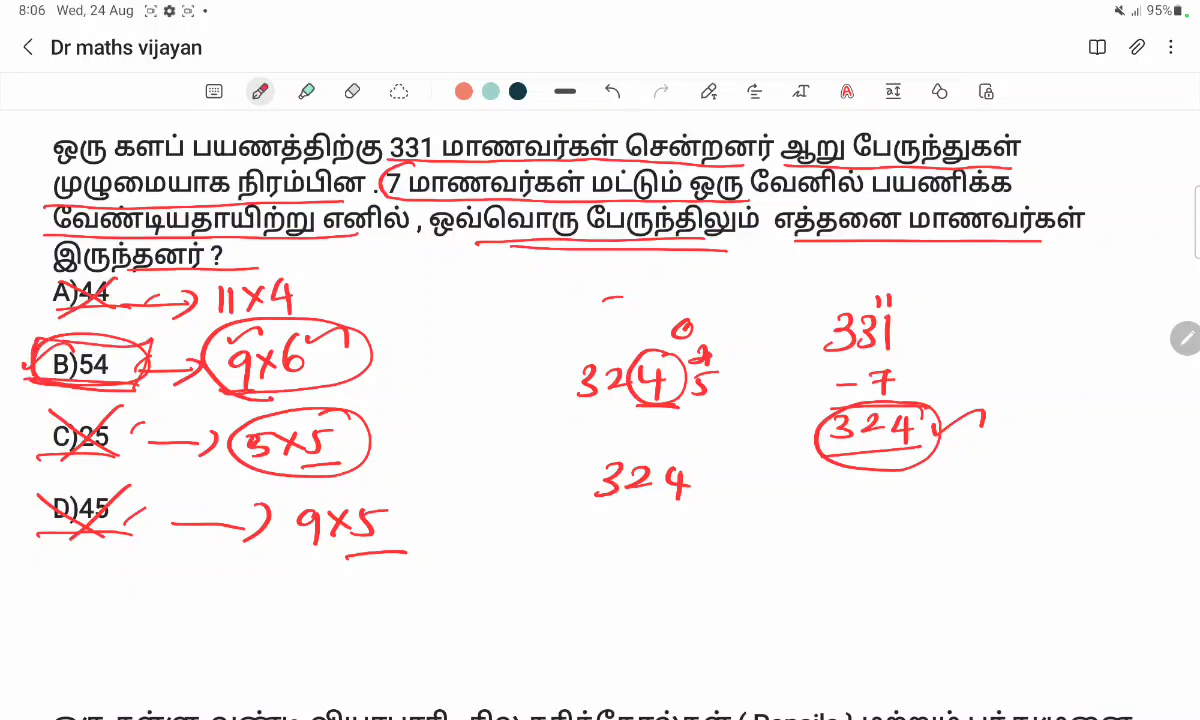 8:06 Wed, 24 Aug 95%
Dr maths vijayan
ஒரு களப் பயணத்திற்கு 331 மாணவர்கள் சென்றனர் ஆறு பேருந்துகள்
முழுமையாக நிரம்பின . 7 மாணவர்கள் மட்டும் ஒரு வேனில் பயணிக்க
வேண்டியதாயிற்று எனில் , ஒவ்வொரு பேருந்திலும் எத்தனை மாணவர்கள்
இருந்தனர் ?
A)44 11×4
B)54 9×6
C)25 5×5
D)45 9×5
3245
0
324
331
- 7
324